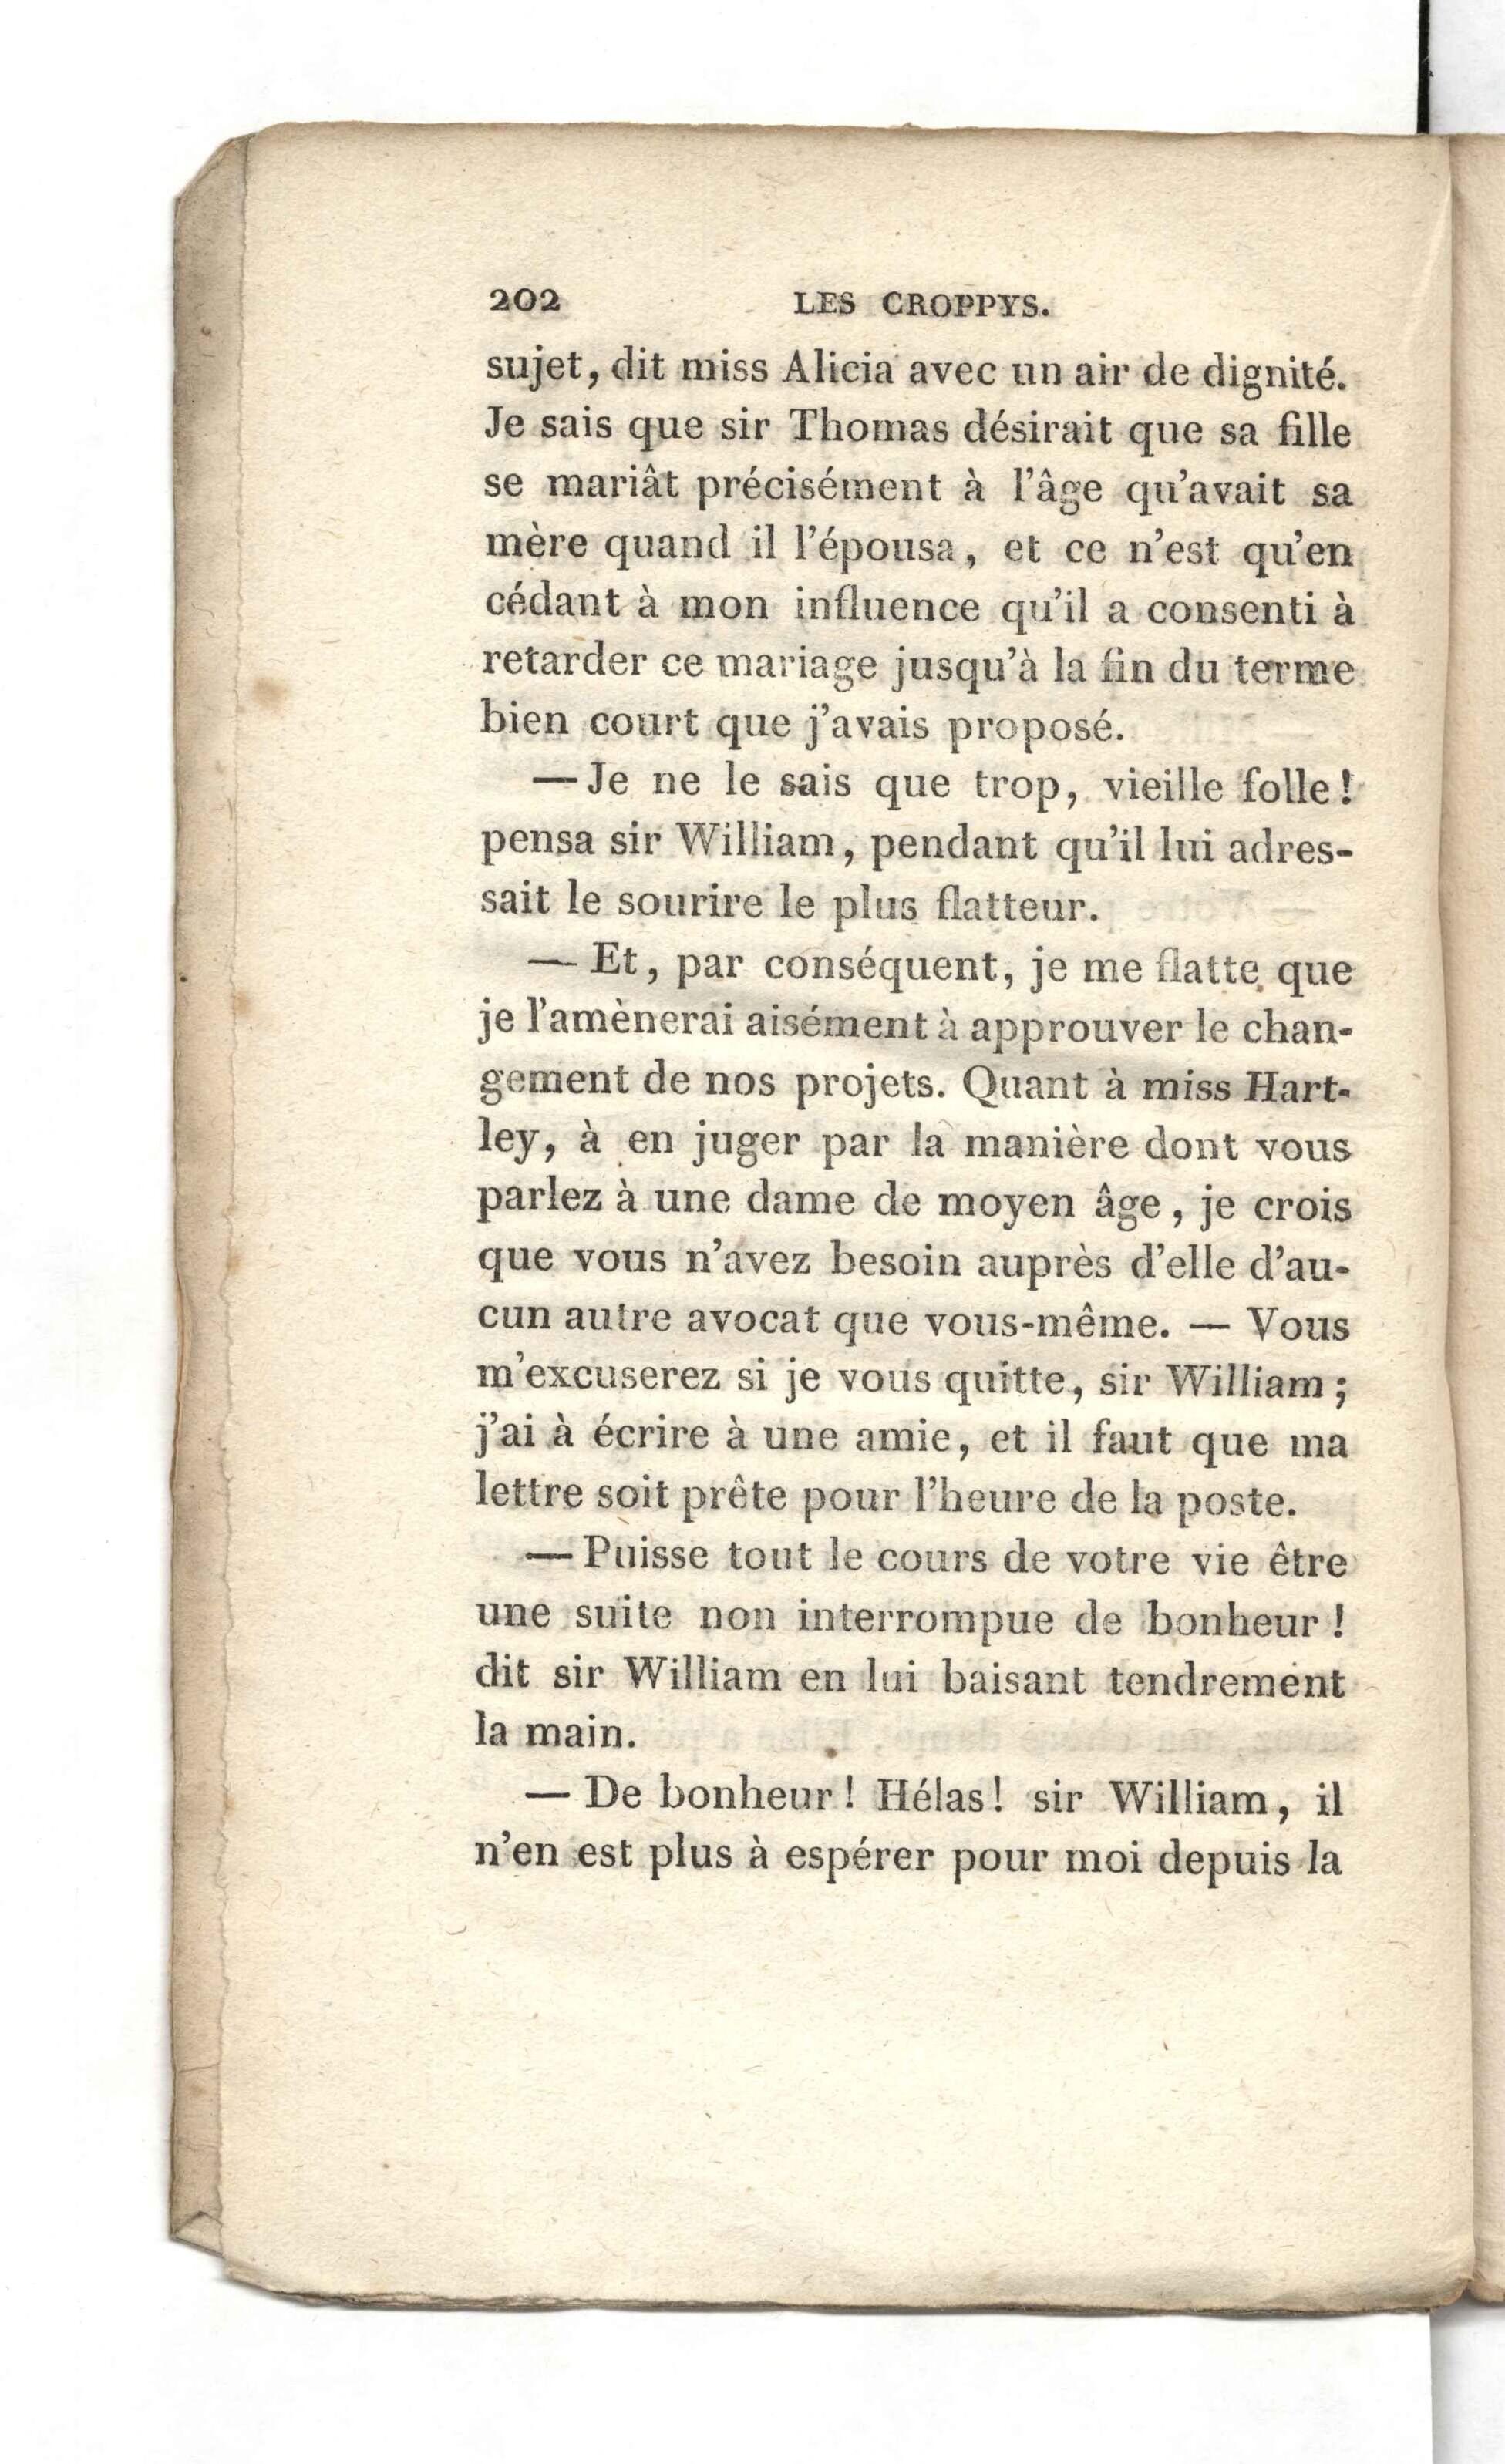 202 LES CROPPYS.
sujet, dit miss Alicia avec un air de dignité.
Je sais que sir Thomas désirait que sa fille
se mariât précisément à l'âge qu'avait sa
mère quand il l'épousa, et ce n'est qu'en
cédant à mon influence qu'il a consenti à
retarder ce mariage jusqu'à la fin du terme
bien court que j'avais proposé.
— Je ne le sais que trop, vieille folle !
pensa sir William, pendant qu'il lui adres-
sait le sourire le plus flatteur.
— Et, par conséquent, je me flatte que
je l'amènerai aisément à approuver le chan-
gement de nos projets. Quant à miss Hart-
ley, à en juger par la manière dont vous
parlez à une dame de moyen âge, je crois
que vous n'avez besoin auprès d'elle d'au-
cun autre avocat que vous-même. — Vous
m'excuserez si je vous quitte, sir William ;
j'ai à écrire à une amie, et il faut que ma
lettre soit prête pour l'heure de la poste.
— Puisse tout le cours de votre vie être
une suite non interrompue de bonheur !
dit sir William en lui baisant tendrement
la main.
— De bonheur ! Hélas ! sir William, il
n'en est plus à espérer pour moi depuis la